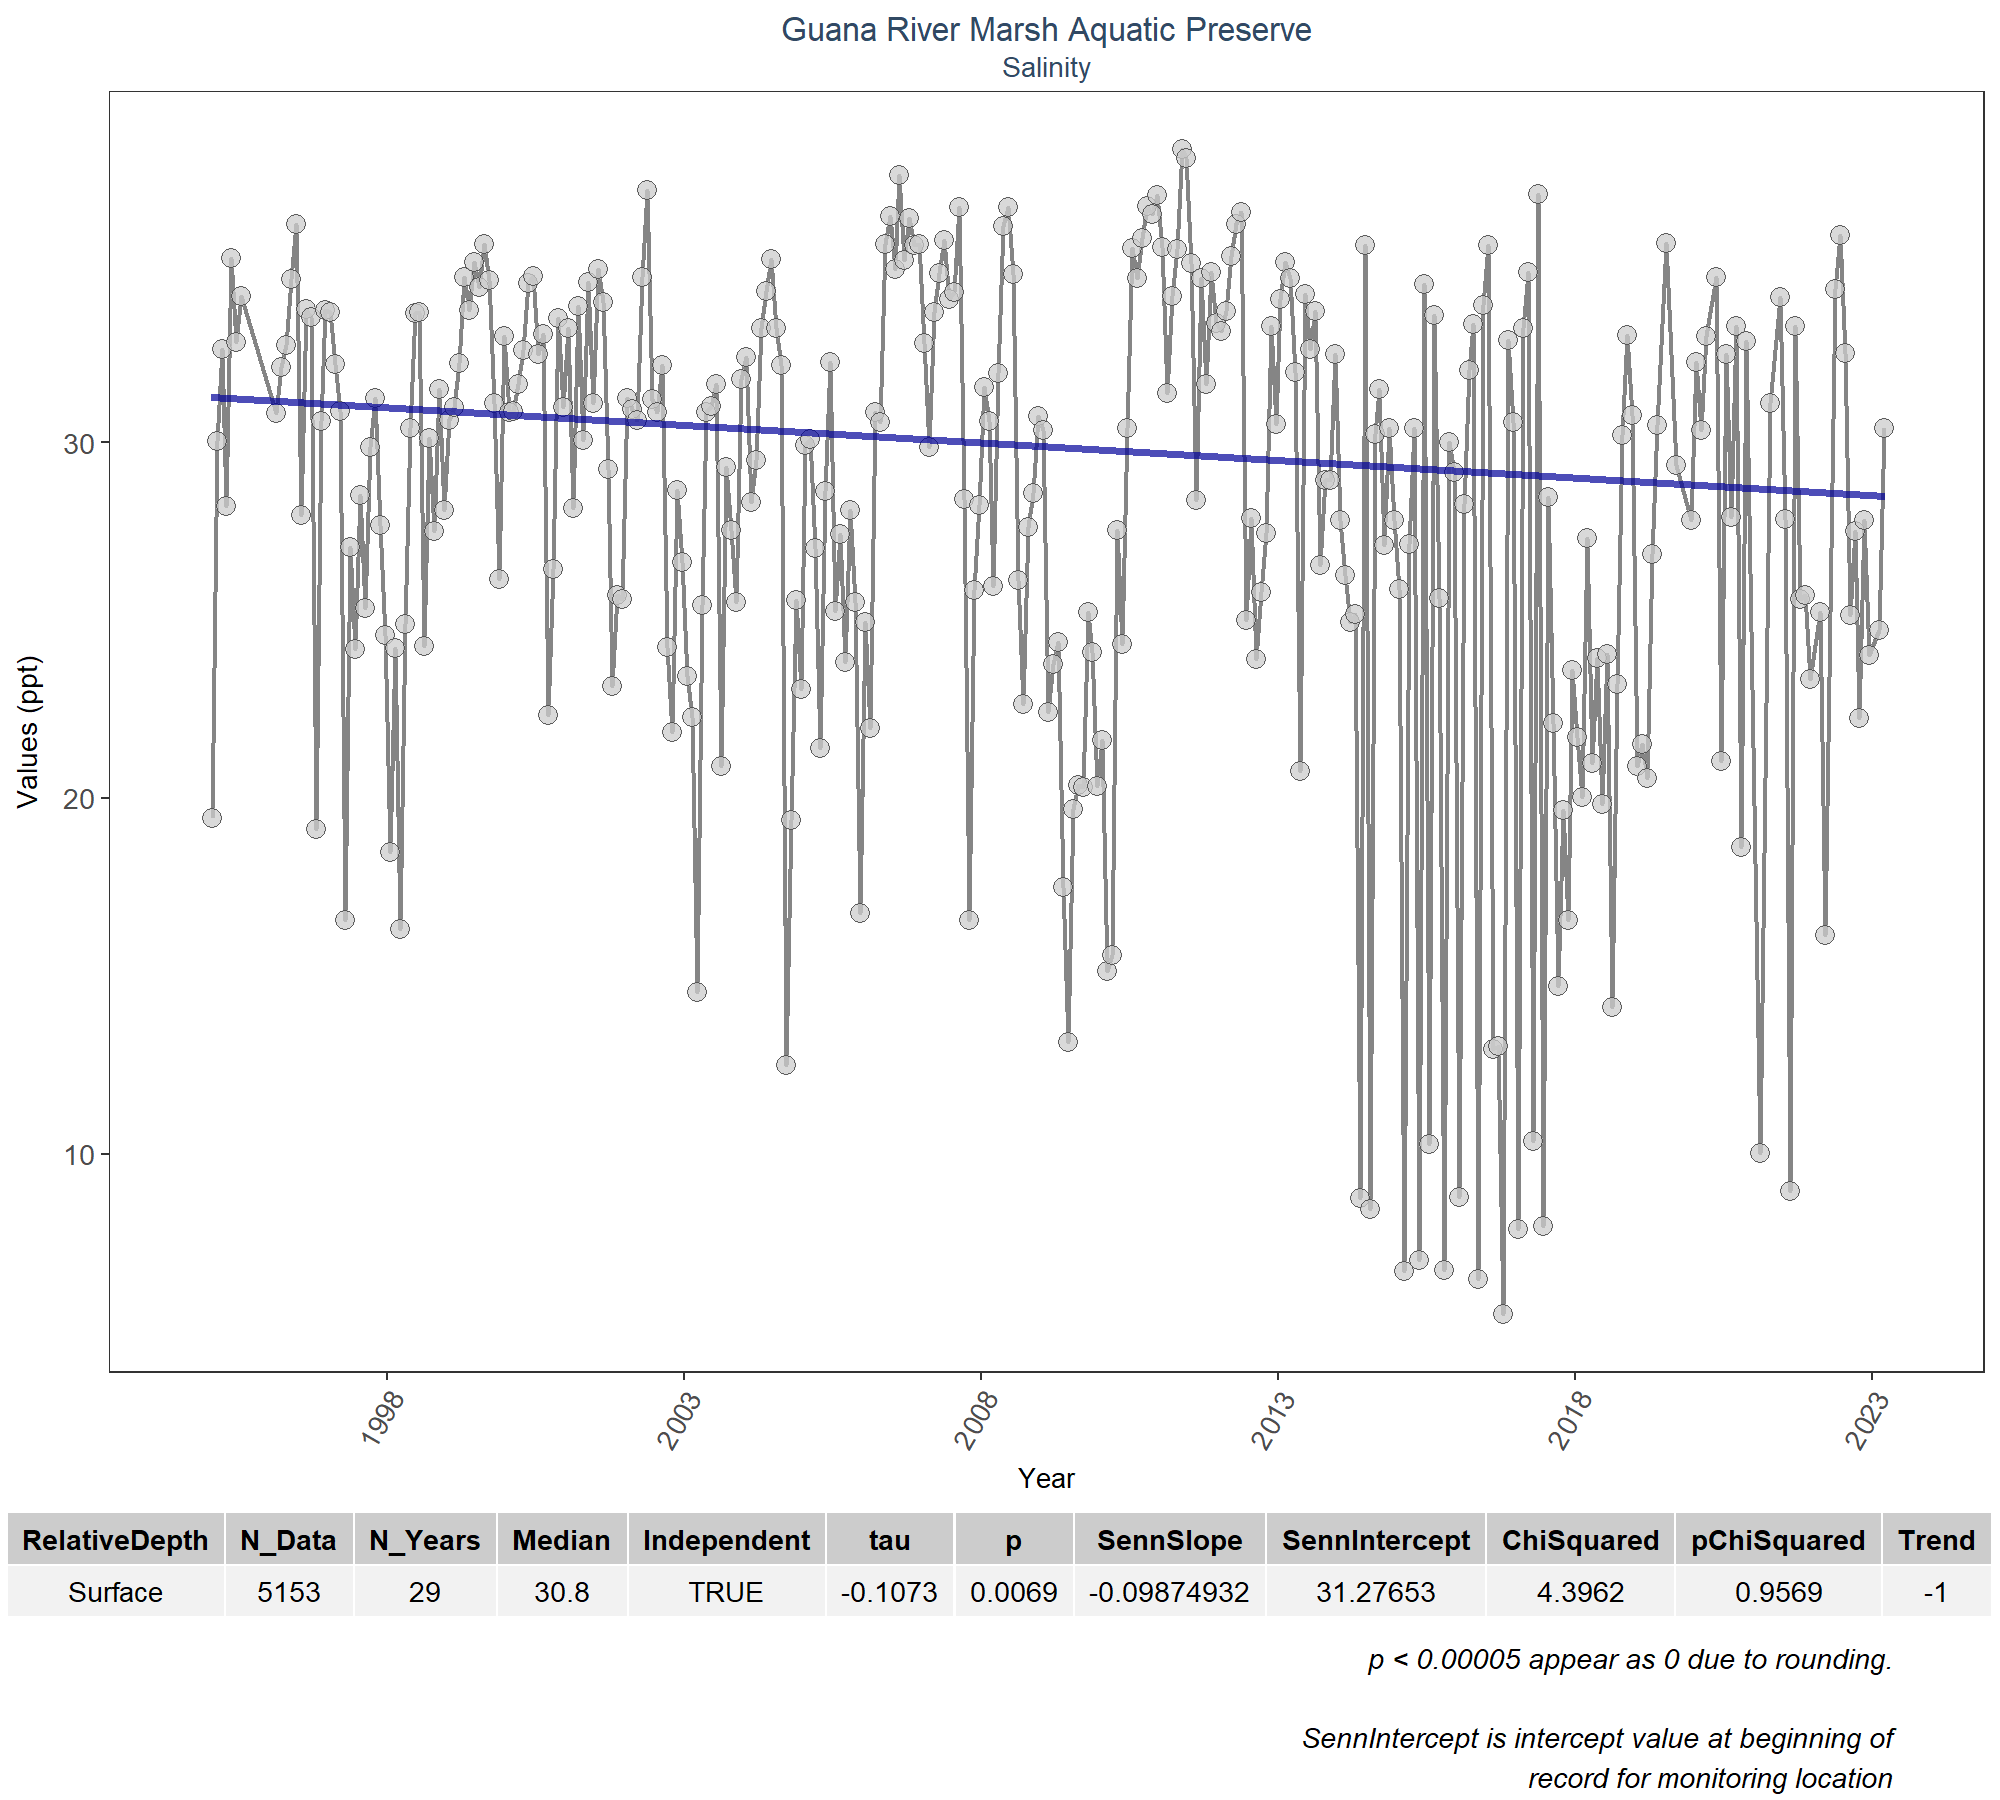 Guana River Marsh Aquatic Preserve
Salinity
Values (ppt)
30
20
10
1998 2003 2008 2013 2018 2023
Year
RelativeDepth N_Data N_Years Median Independent tau p SennSlope SennIntercept ChiSquared pChiSquared Trend
Surface 5153 29 30.8 TRUE -0.1073 0.0069 -0.09874932 31.27653 4.3962 0.9569 -1
p < 0.00005 appear as 0 due to rounding.
SennIntercept is intercept value at beginning of
record for monitoring location